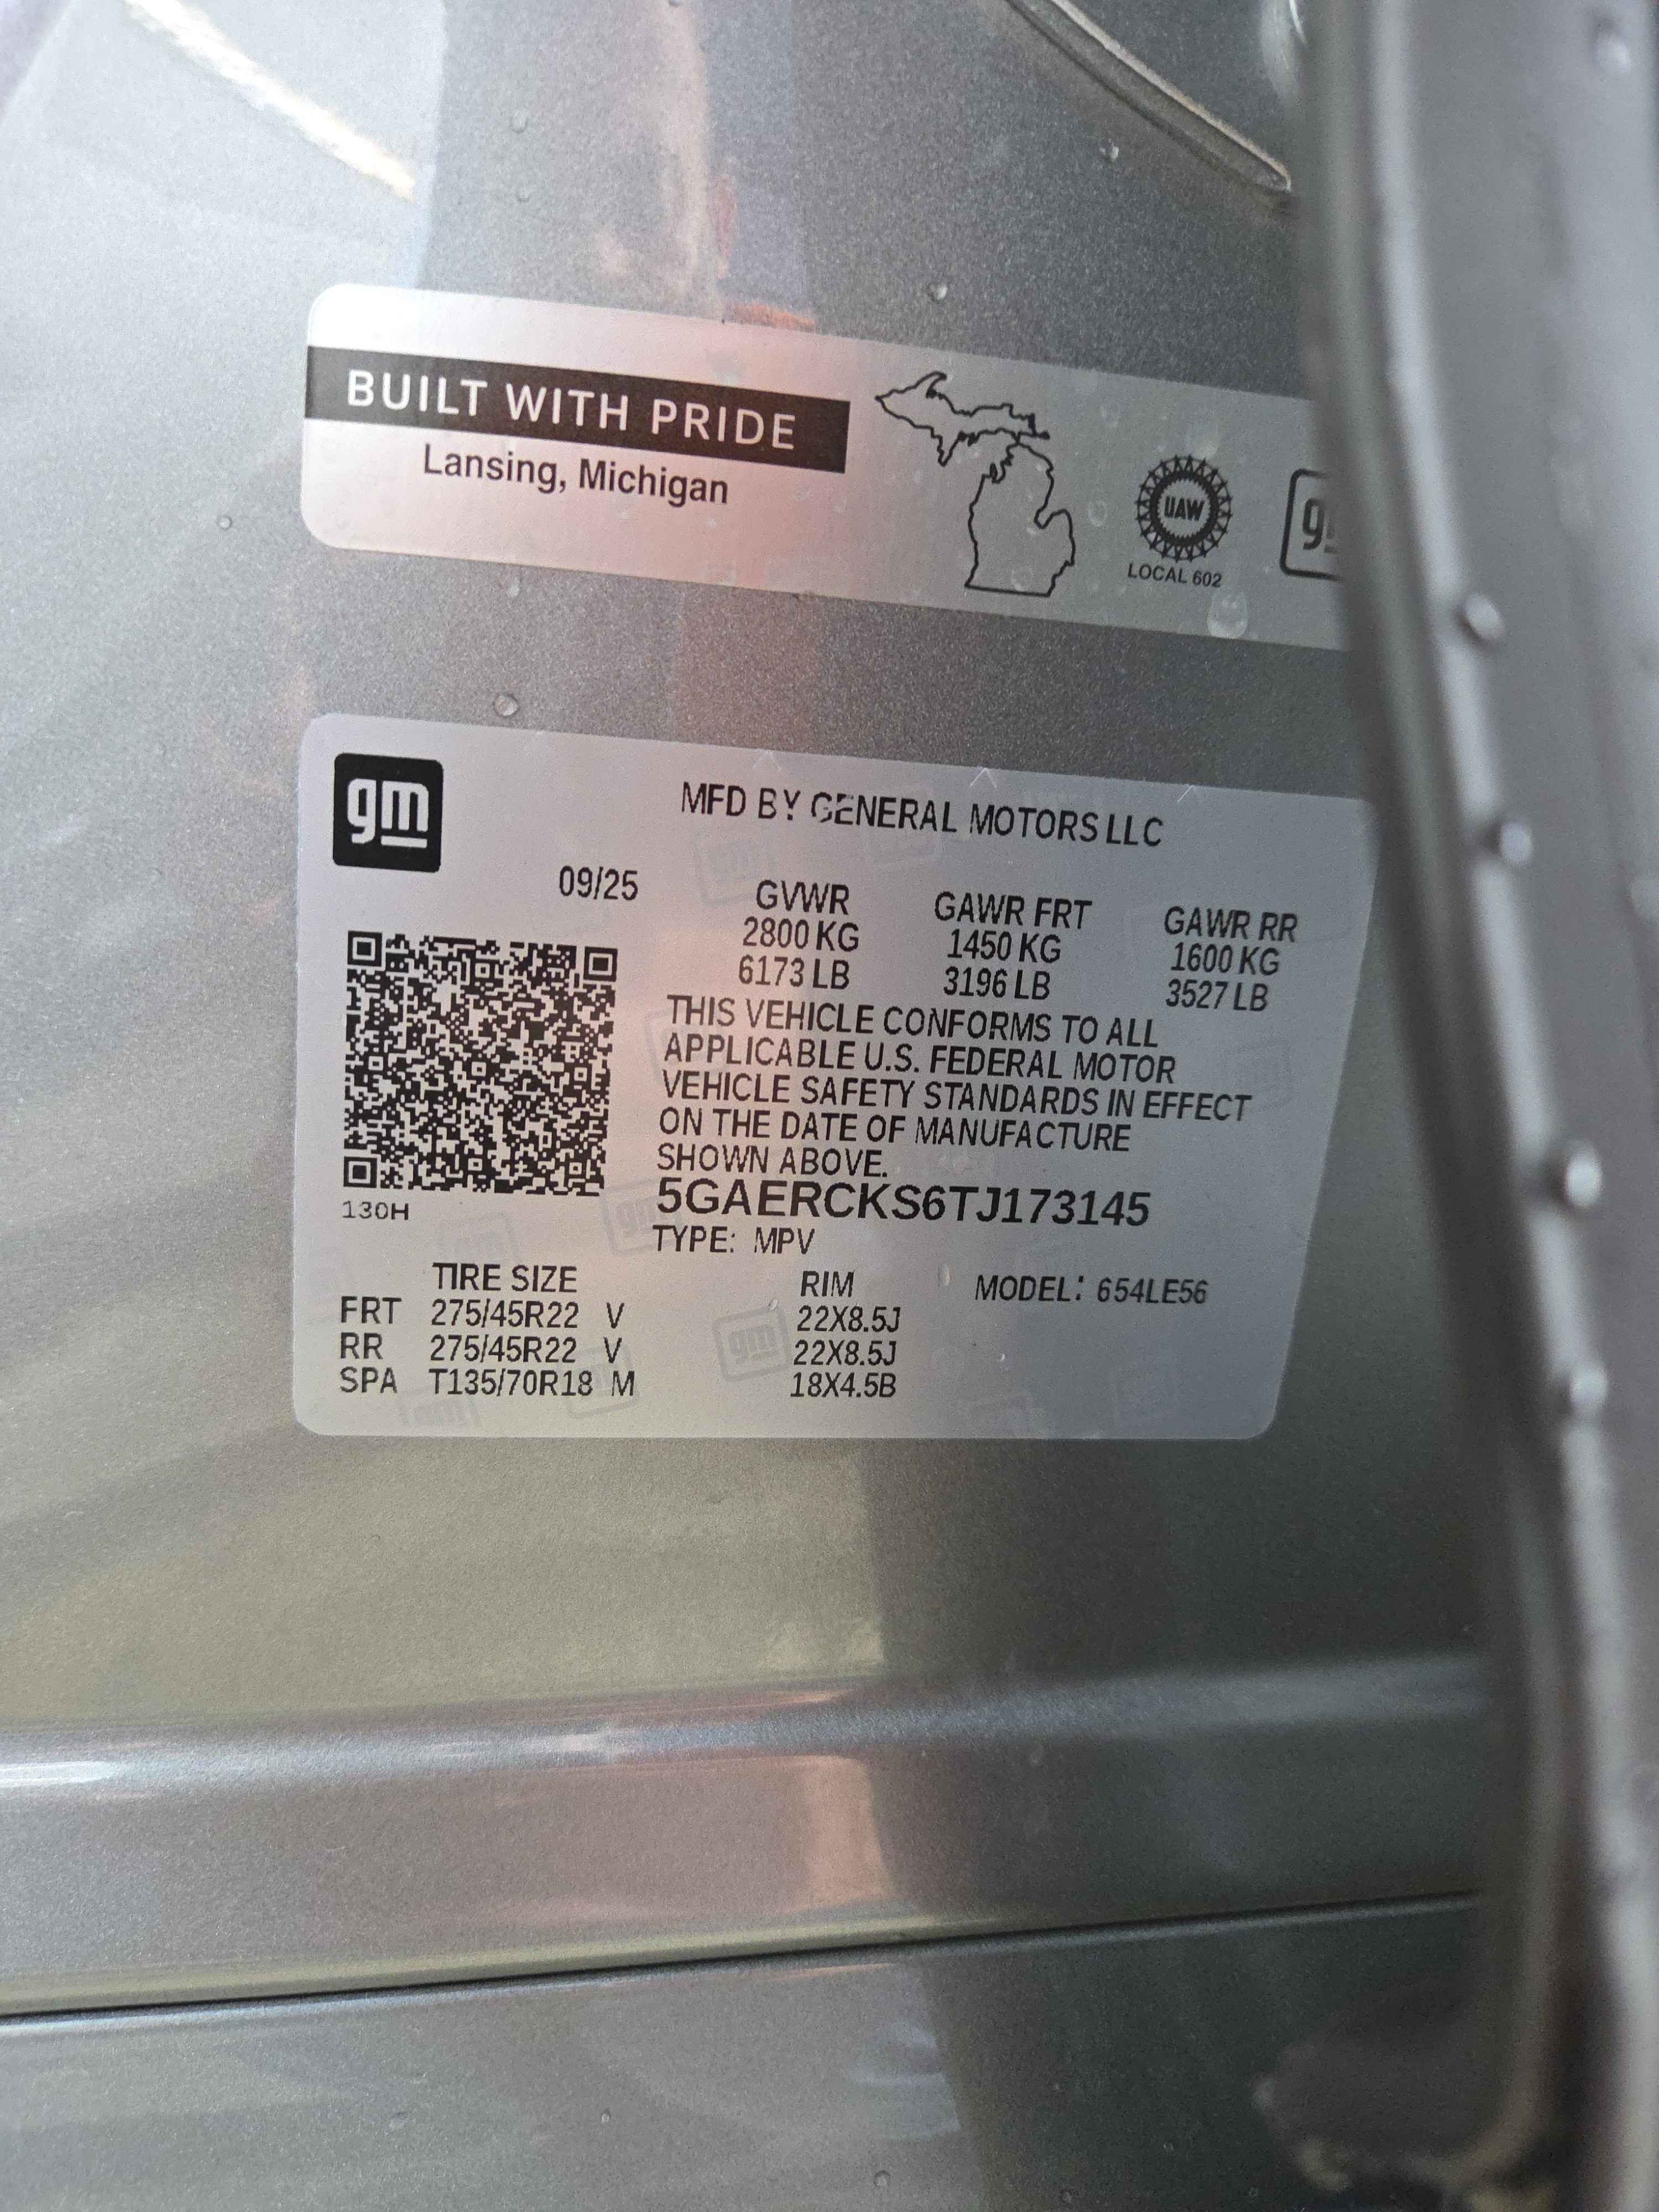 BUILT WITH PRIDE
Lansing, Michigan
UAW
LOCAL 602
gm
MFD BY GENERAL MOTORS LLC
09/25
GVWR GAWR FRT GAWR RR
2800 KG 1450 KG 1600 KG
6173 LB 3196 LB 3527 LB
THIS VEHICLE CONFORMS TO ALL
APPLICABLE U.S. FEDERAL MOTOR
VEHICLE SAFETY STANDARDS IN EFFECT
ON THE DATE OF MANUFACTURE
SHOWN ABOVE.
5GAERCKS6TJ173145
130H
TYPE: MPV
TIRE SIZE RIM MODEL: 654LE56
FRT 275/45R22 V 22X8.5J
RR 275/45R22 V 22X8.5J
SPA T135/70R18 M 18X4.5B